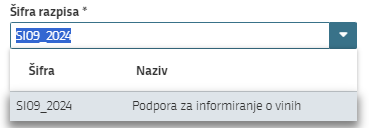 Šifra razpisa *
SI09_2024
Šifra Naziv
SI09_2024 Podpora za informiranje o vinih